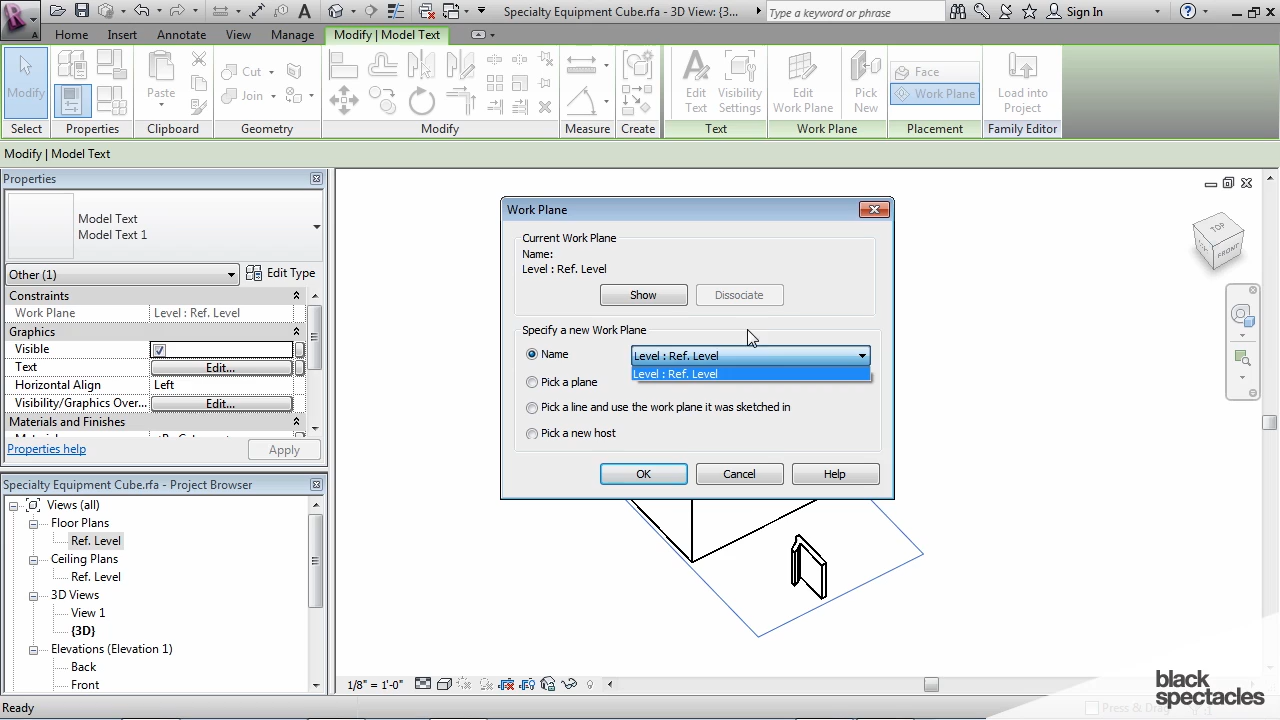 Specialty Equipment Cube.rfa - 3D View: {3...
Type a keyword or phrase
Sign In
Home Insert Annotate View Manage Modify | Model Text
Modify
Paste
Cut
Join
Edit Text
Visibility Settings
Edit Work Plane
Pick New
Face
Work Plane
Load into Project
Select Properties Clipboard Geometry Modify Measure Create Text Work Plane Placement Family Editor
Modify | Model Text
Properties
Model Text
Model Text 1
Other (1) Edit Type
Constraints
Work Plane Level : Ref. Level
Graphics
Visible
Text Edit...
Horizontal Align Left
Visibility/Graphics Over... Edit...
Materials and Finishes
Properties help Apply
Specialty Equipment Cube.rfa - Project Browser
Views (all)
Floor Plans
Ref. Level
Ceiling Plans
Ref. Level
3D Views
View 1
{3D}
Elevations (Elevation 1)
Back
Front
Work Plane
Current Work Plane
Name:
Level : Ref. Level
Show Dissociate
Specify a new Work Plane
Name Level : Ref. Level
Level : Ref. Level
Pick a plane
Pick a line and use the work plane it was sketched in
Pick a new host
OK Cancel Help
TOP
FRONT
1/8" = 1'-0"
Ready
black
spectacles